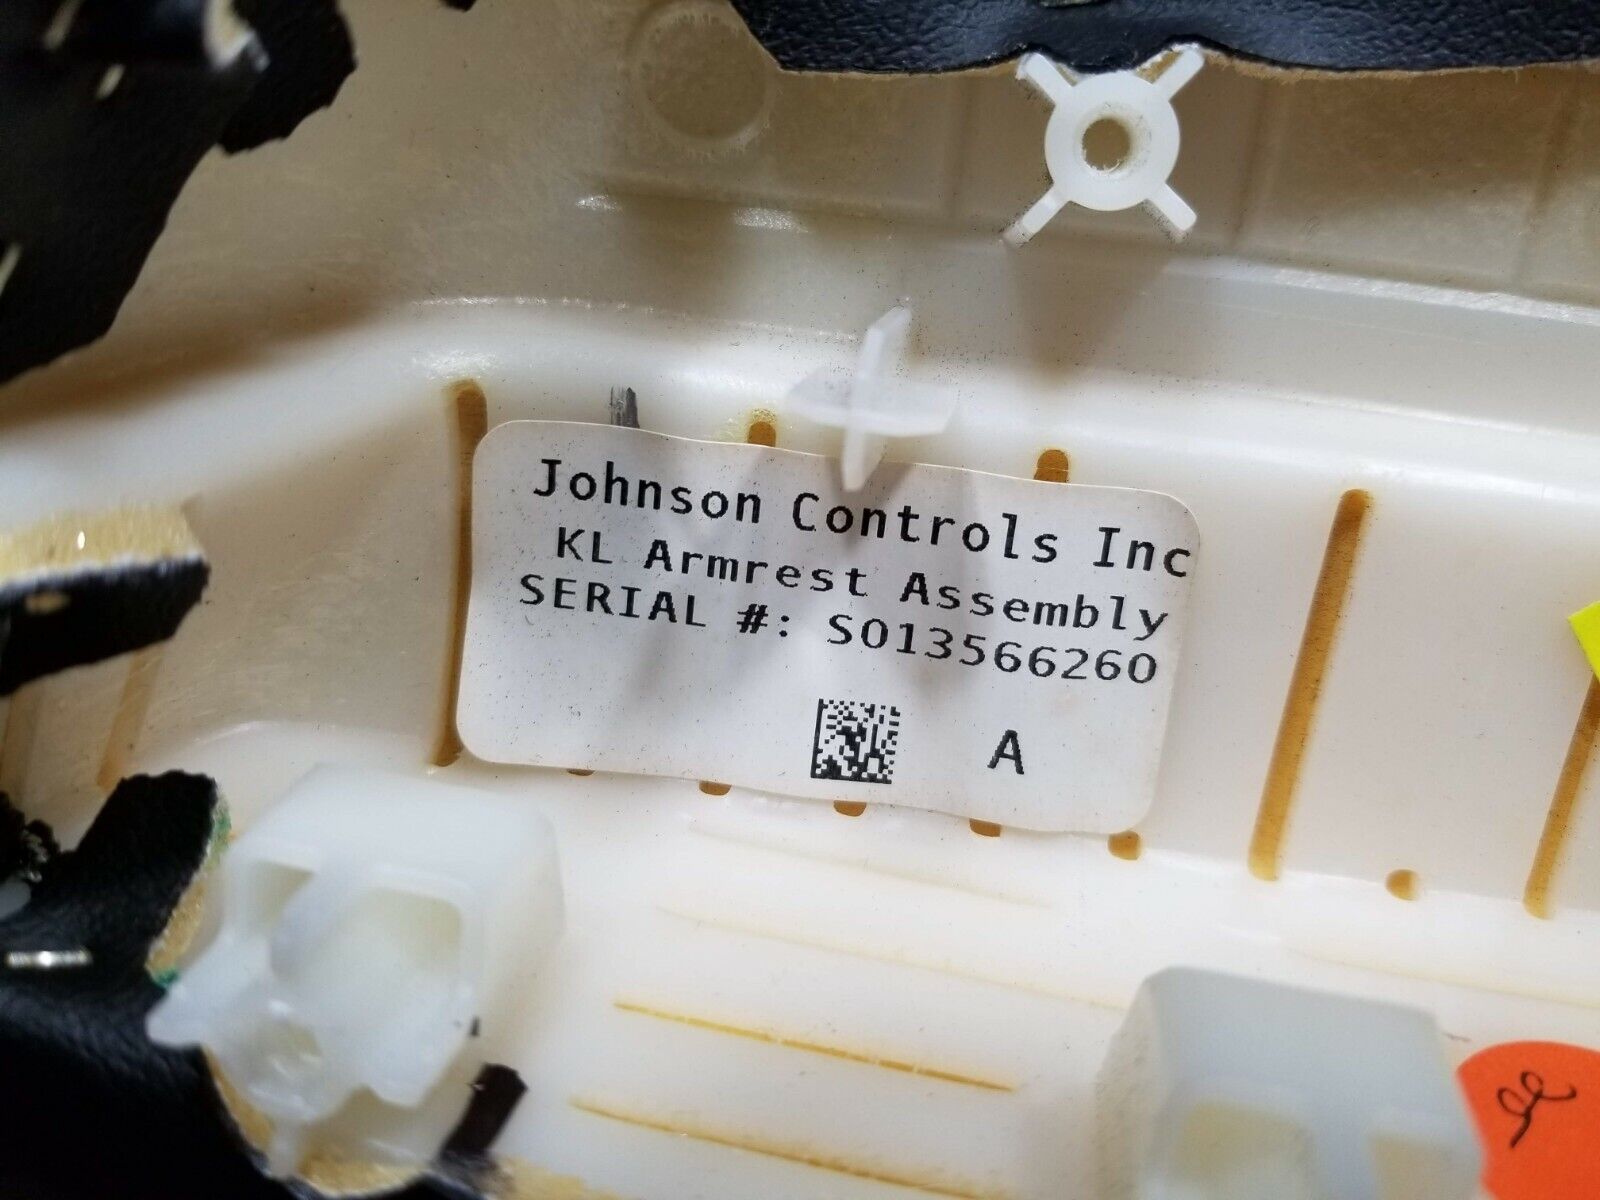 Johnson Controls Inc
KL Armrest Assembly
SERIAL #: S013566260
A